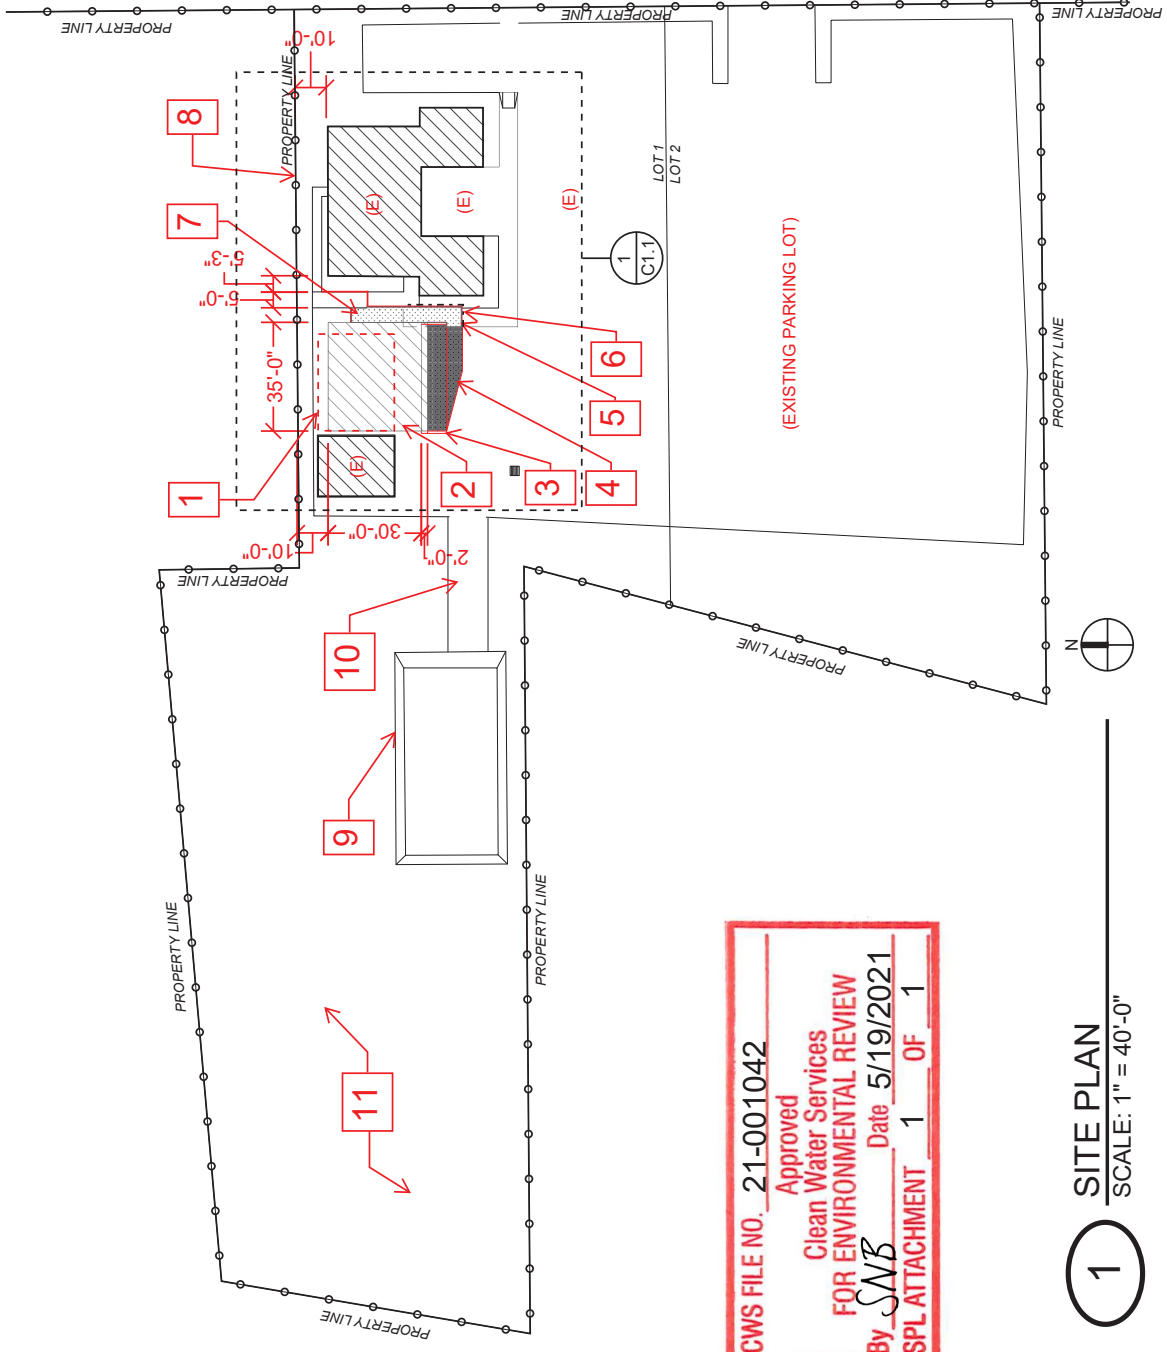 PROPERTY LINE
PROPERTY LINE
PROPERTY LINE
PROPERTY LINE
10'-0"
8
7
5'-3"
5'-0"
35'-0"
1
(E)
(E)
(E)
(E)
LOT 1
LOT 2
1
C1.1
6
5
4
3
2
10'-0"
30'-0"
2'-0"
(EXISTING PARKING LOT)
PROPERTY LINE
PROPERTY LINE
PROPERTY LINE
10
9
11
PROPERTY LINE
PROPERTY LINE
PROPERTY LINE
N
CWS FILE NO. 21-001042
Approved
Clean Water Services
FOR ENVIRONMENTAL REVIEW
By SNB Date 5/19/2021
SPL ATTACHMENT 1 OF 1
1
SITE PLAN
SCALE: 1" = 40'-0"